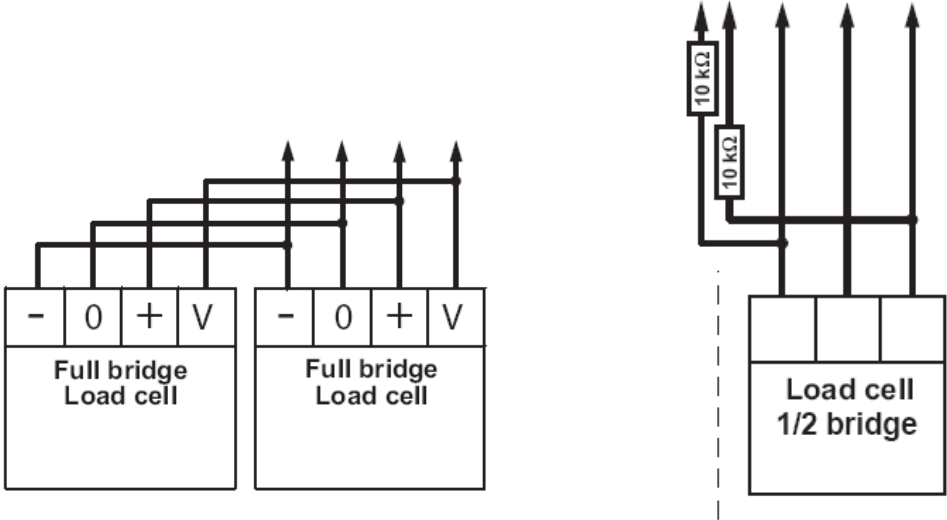 10 kΩ
10 kΩ
- 0 + V
Full bridge
Load cell
- 0 + V
Full bridge
Load cell
Load cell
1/2 bridge